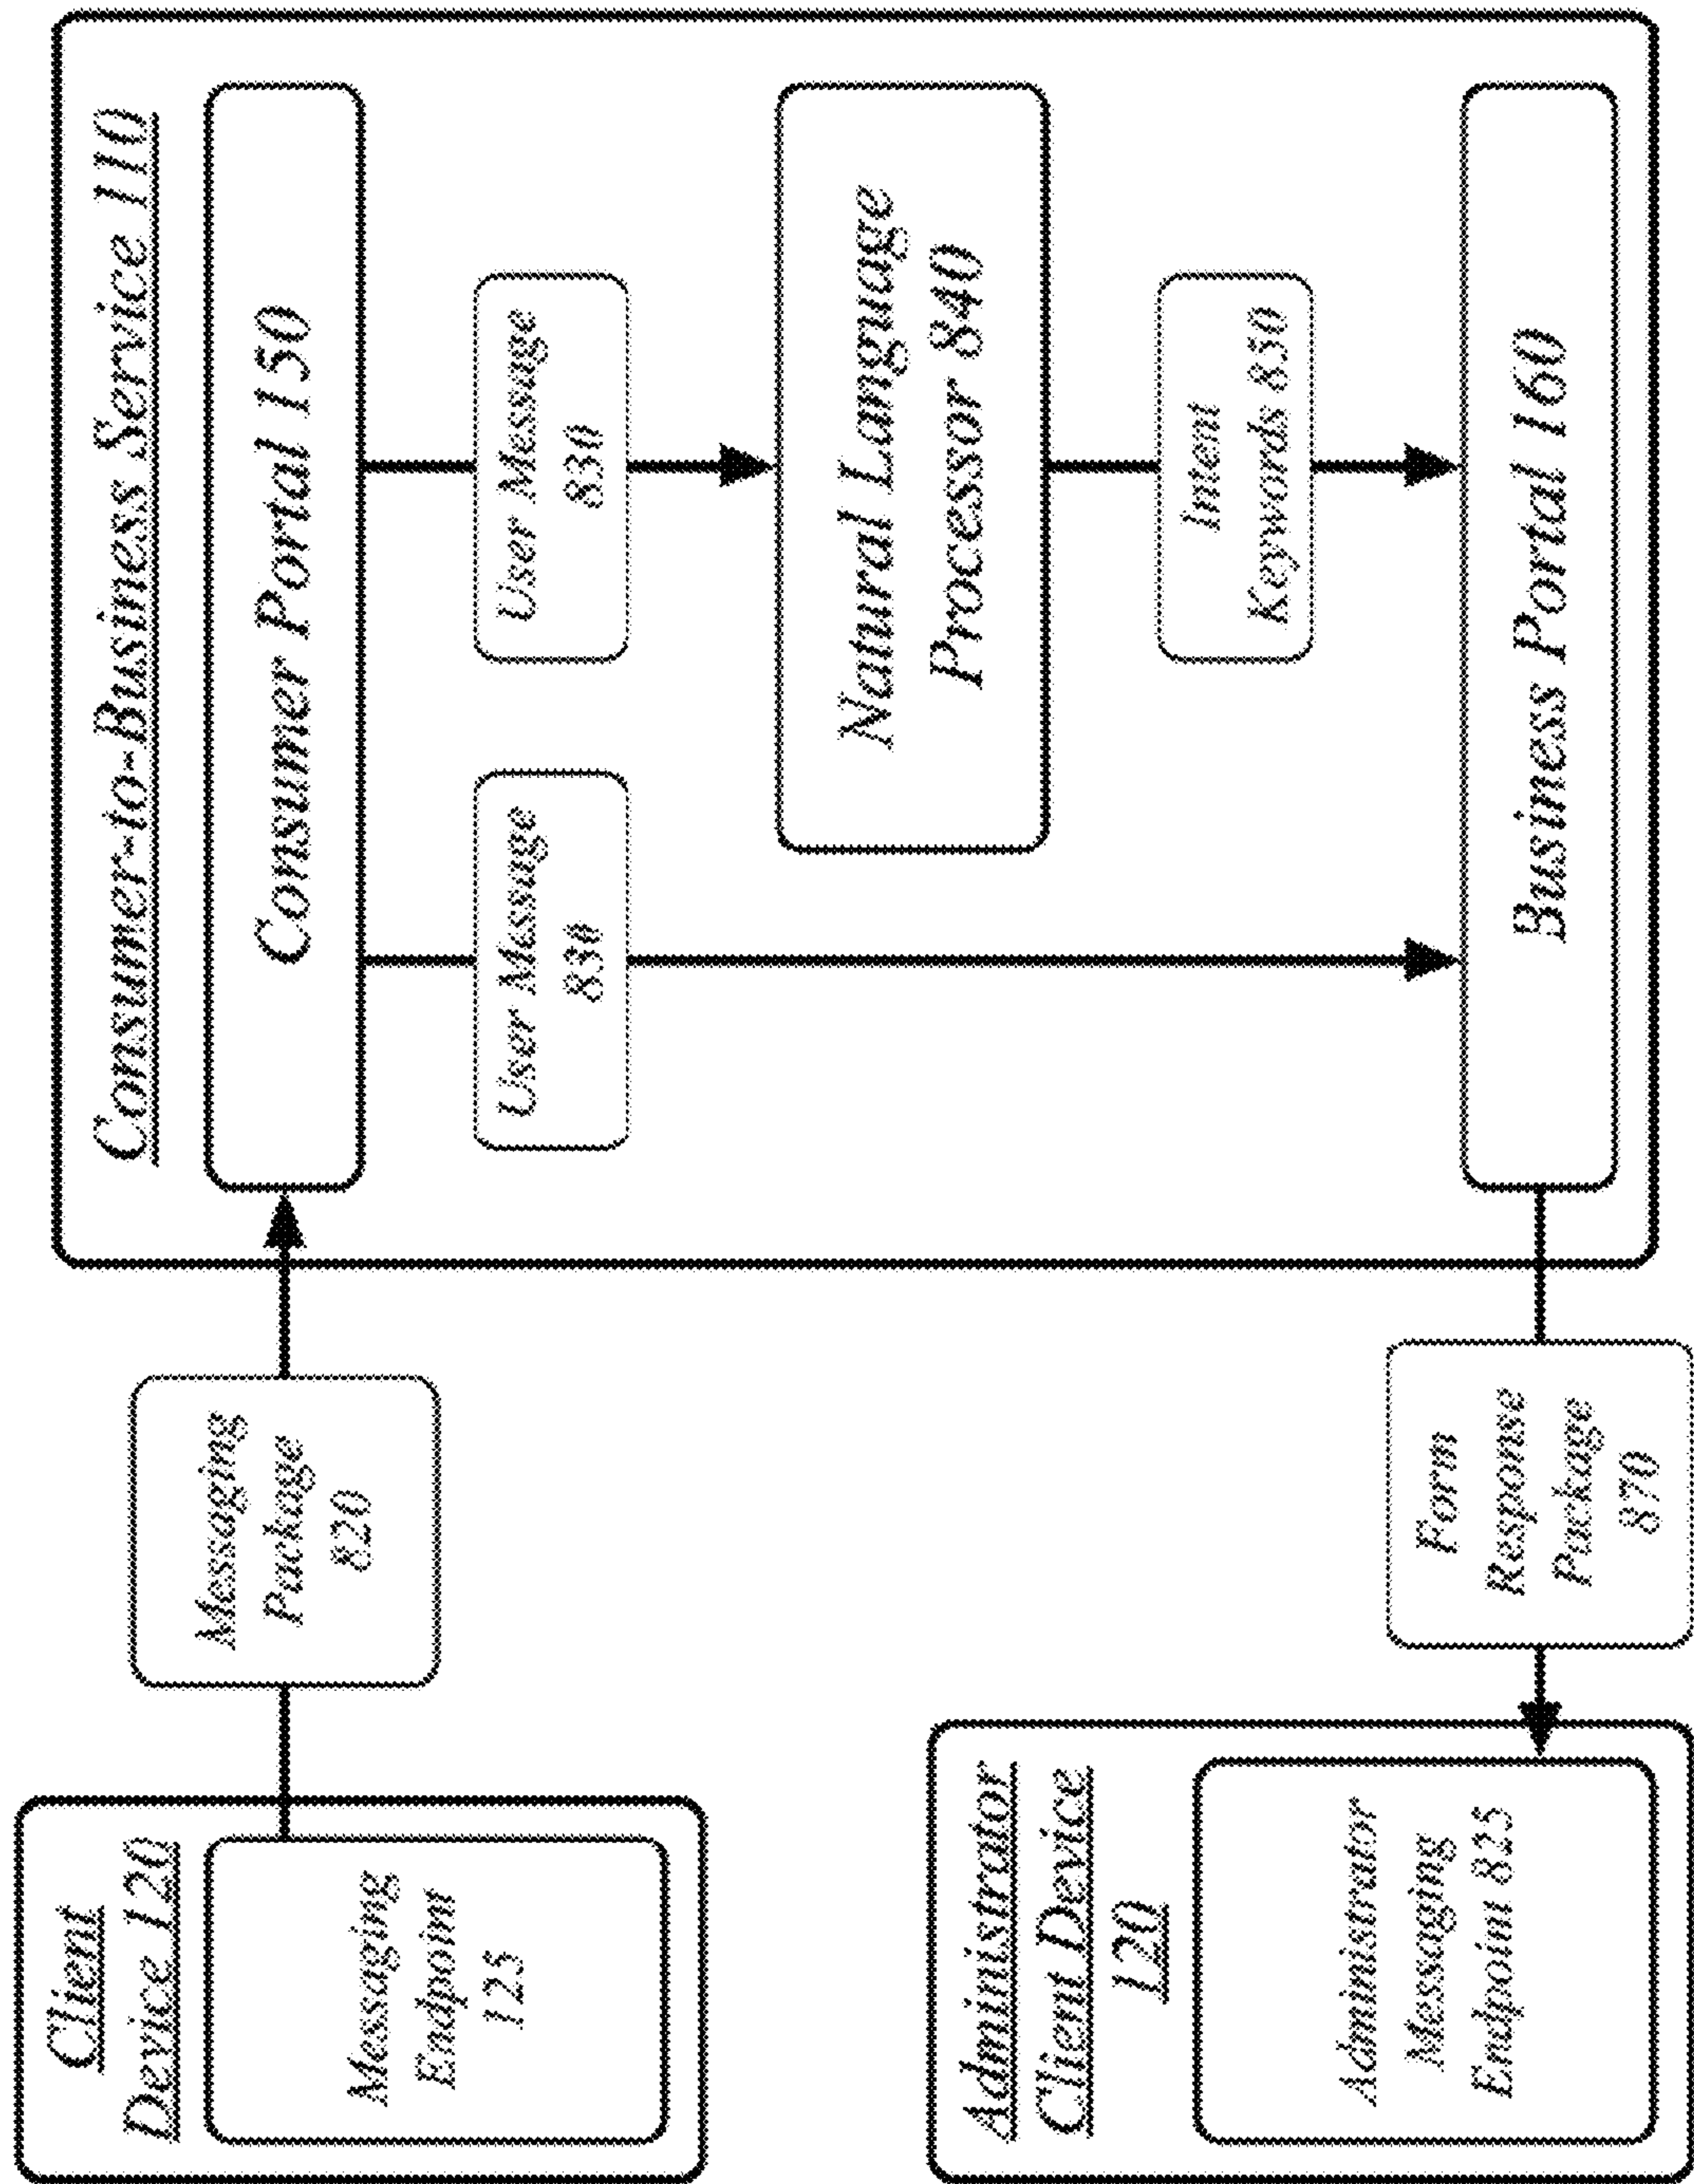 Client
Device 120
Messaging
Endpoint
125
Messaging
Package
820
Consumer-to-Business Service 110
Consumer Portal 150
User Message
830
User Message
830
Natural Language
Processor 840
Intent
Keywords 850
Business Portal 160
Form
Response
Package
870
Administrator
Client Device
120
Administrator
Messaging
Endpoint 825